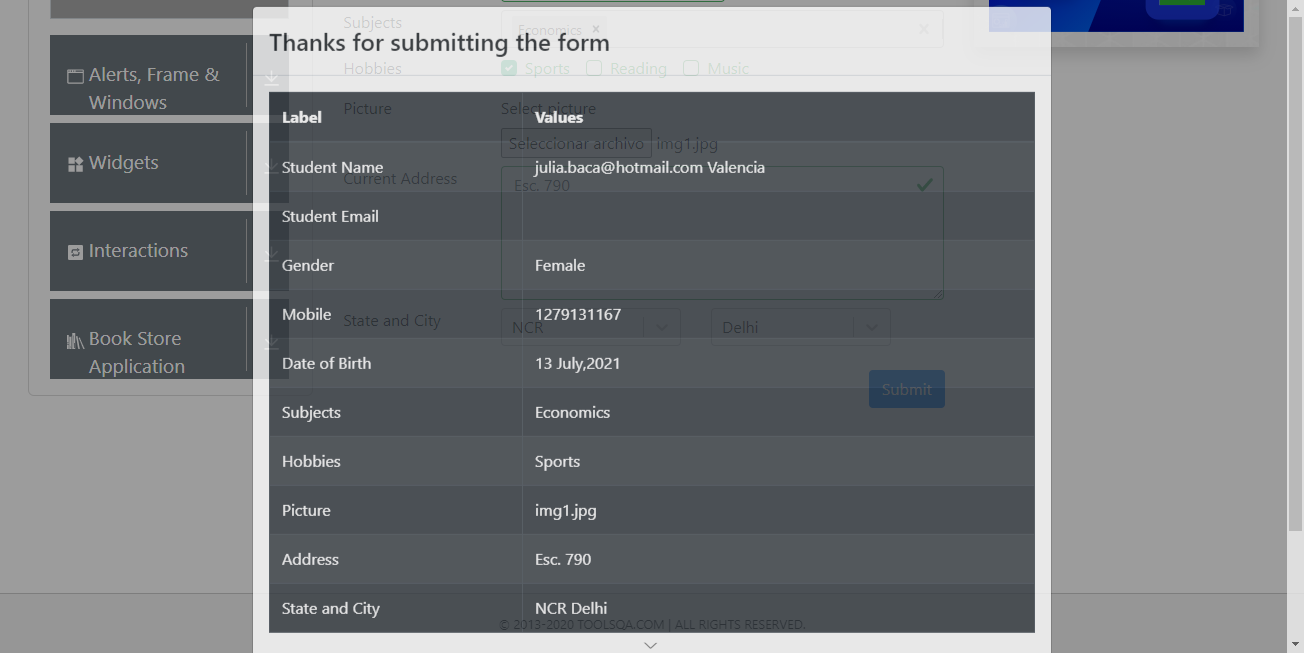 Subjects
Economics ×
Thanks for submitting the form
Hobbies
Sports Reading Music
Alerts, Frame &
Windows
Picture
Select picture
Label Values
Seleccionar archivo img1.jpg
Widgets
Student Name julia.baca@hotmail.com Valencia
Current Address
Esc. 790
Student Email
Interactions
Gender Female
Mobile 1279131167
State and City
NCR Delhi
Book Store
Application
Date of Birth 13 July,2021
Submit
Subjects Economics
Hobbies Sports
Picture img1.jpg
Address Esc. 790
State and City NCR Delhi
© 2013-2020 TOOLSQA.COM | ALL RIGHTS RESERVED.